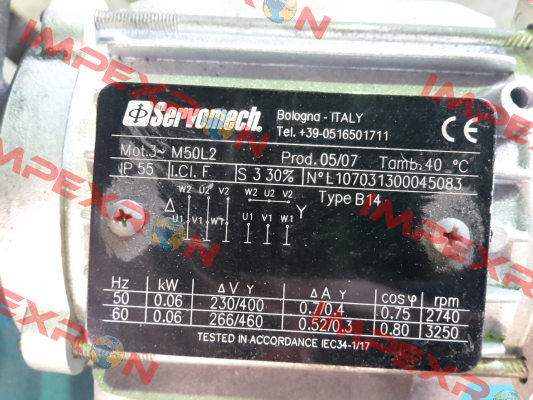 Servomech.
Bologna - ITALY
Tel. +39-0516501711
CE
Mot.3~ M50L2 Prod. 05/07 Tamb. 40 °C
IP 55 I.Cl. F S 3 30% N°L107031300045083
Type B14
W2 U2 V2 W2 U2 V2
Δ Y
U1 V1 W1 U1 V1 W1
Hz kW Δ V Y Δ A Y cos φ rpm
50 0.06 230/400 0.7/0.4 0.75 2740
60 0.06 266/460 0.52/0.3 0.80 3250
TESTED IN ACCORDANCE IEC34-1/17
IMPEXRON